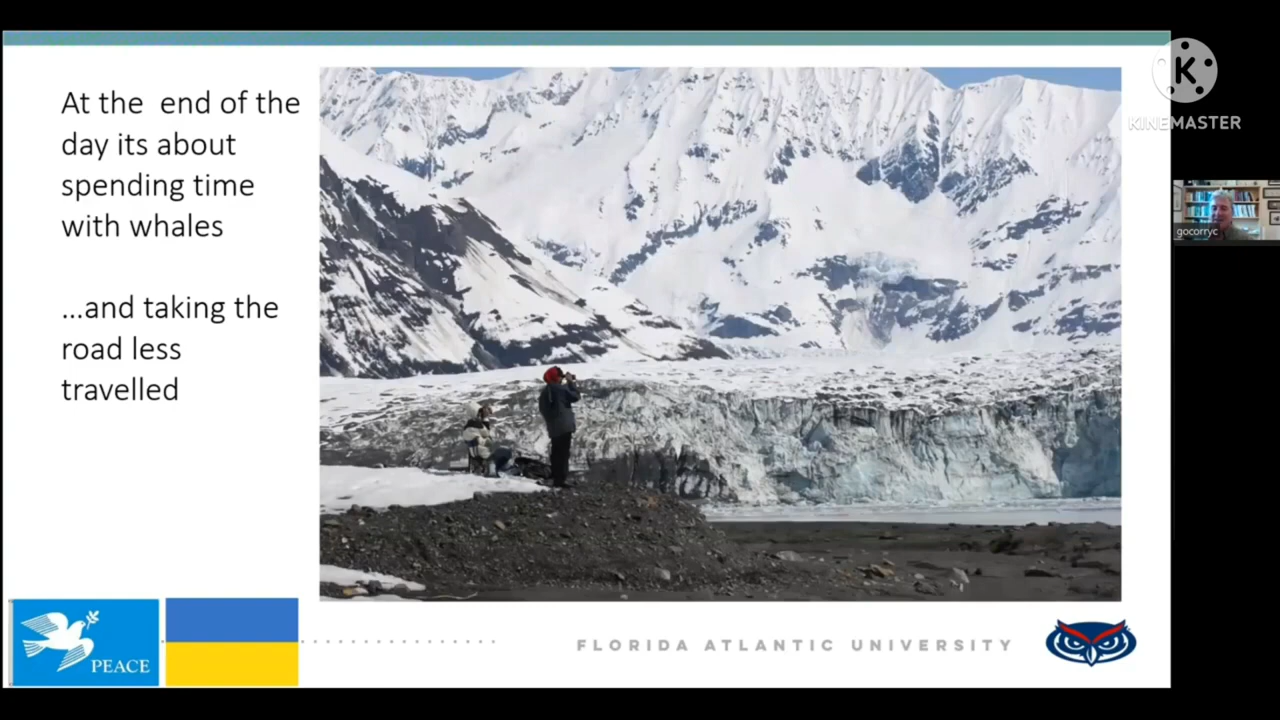 At the end of the
day its about
spending time
with whales
...and taking the
road less
travelled
KINEMASTER
gocorryc
PEACE
FLORIDA ATLANTIC UNIVERSITY